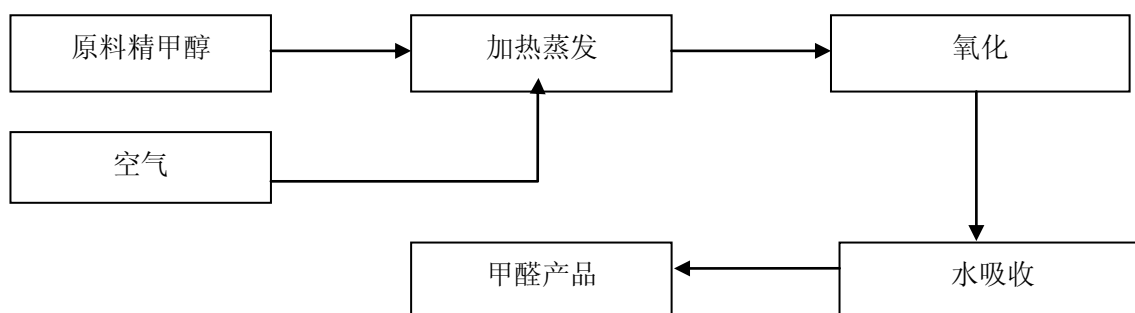 原料精甲醇
加热蒸发
氧化
空气
甲醛产品
水吸收